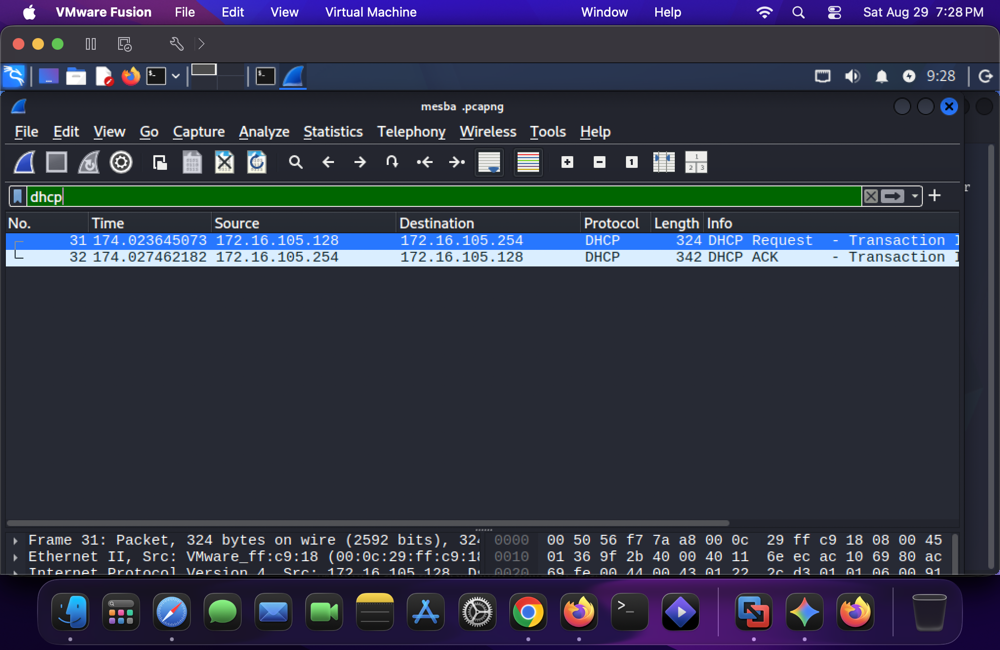 VMware Fusion File Edit View Virtual Machine Window Help Sat Aug 29 7:28 PM
9:28
mesba .pcapng
File Edit View Go Capture Analyze Statistics Telephony Wireless Tools Help
dhcp
No. Time Source Destination Protocol Length Info
31 174.023645073 172.16.105.128 172.16.105.254 DHCP 324 DHCP Request - Transaction I
32 174.027462182 172.16.105.254 172.16.105.128 DHCP 342 DHCP ACK - Transaction I
Frame 31: Packet, 324 bytes on wire (2592 bits), 324
Ethernet II, Src: VMware_ff:c9:18 (00:0c:29:ff:c9:18
Internet Protocol Version 4, Src: 172.16.105.128, Ds
0000 00 50 56 f7 7a a8 00 0c 29 ff c9 18 08 00 45
0010 01 36 9f 2b 40 00 40 11 6e ec ac 10 69 80 ac
0020 69 fe 00 44 00 43 01 22 2c d3 01 01 06 00 91